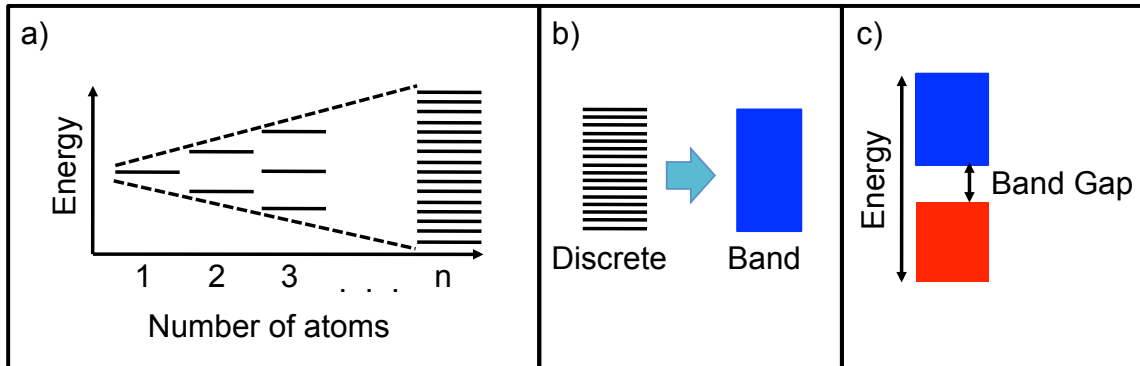 a)
Energy
1 2 3 . . . n
Number of atoms
b)
Discrete Band
c)
Energy
Band Gap